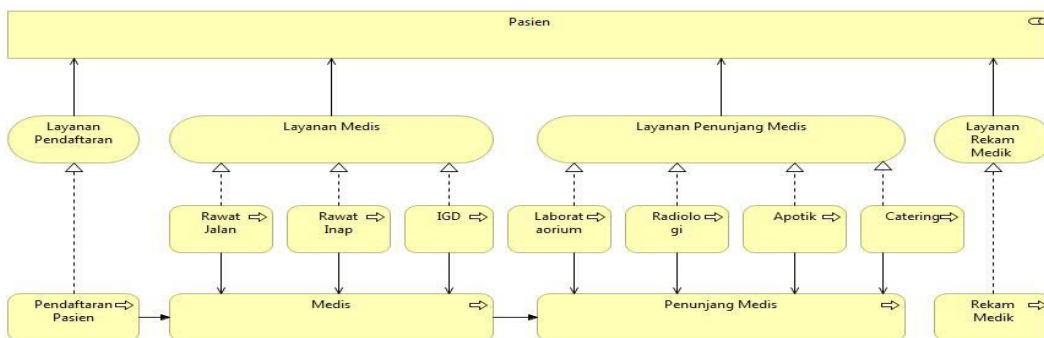 Pasien
Layanan
Pendaftaran
Layanan Medis
Layanan Penunjang Medis
Layanan
Rekam
Medik
Rawat
Jalan
Rawat
Inap
IGD
Laborat
aorium
Radiolo
gi
Apotik
Catering
Pendaftaran
Pasien
Medis
Penunjang Medis
Rekam
Medik